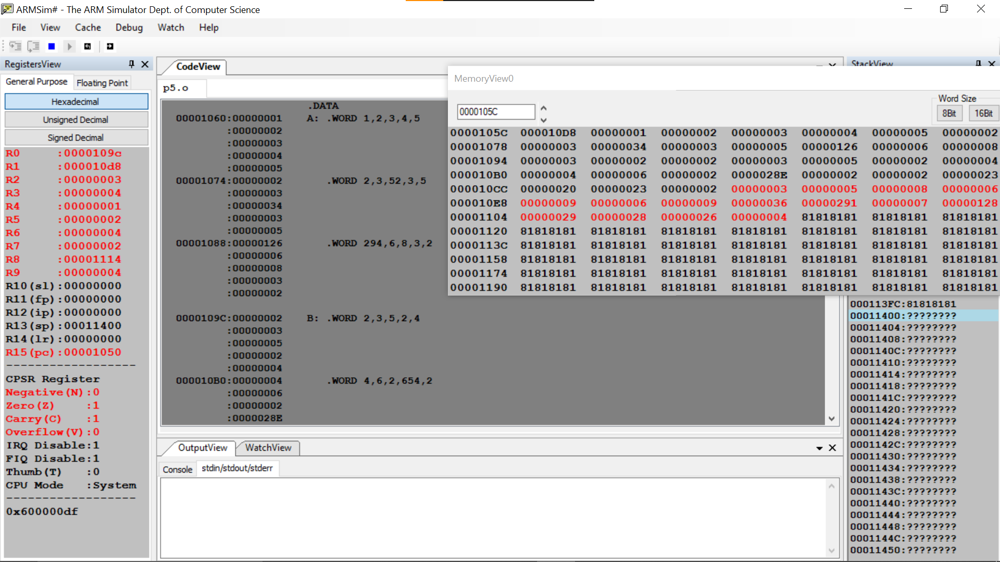 ARMSim# - The ARM Simulator Dept. of Computer Science
File View Cache Debug Watch Help
RegistersView
General Purpose Floating Point
Hexadecimal
Unsigned Decimal
Signed Decimal
R0 :0000109c
R1 :000010d8
R2 :00000003
R3 :00000004
R4 :00000001
R5 :00000002
R6 :00000004
R7 :00000002
R8 :00001114
R9 :00000004
R10(sl):00000000
R11(fp):00000000
R12(ip):00000000
R13(sp):00011400
R14(lr):00000000
R15(pc):00001050
-------------------
CPSR Register
Negative(N):0
Zero(Z) :1
Carry(C) :1
Overflow(V):0
IRQ Disable:1
FIQ Disable:1
Thumb(T) :0
CPU Mode :System
-------------------
0x600000df
CodeView
p5.o
.DATA
00001060:00000001 A: .WORD 1,2,3,4,5
:00000002
:00000003
:00000004
:00000005
00001074:00000002 .WORD 2,3,52,3,5
:00000003
:00000034
:00000003
:00000005
00001088:00000126 .WORD 294,6,8,3,2
:00000006
:00000008
:00000003
:00000002
0000109C:00000002 B: .WORD 2,3,5,2,4
:00000003
:00000005
:00000002
:00000004
000010B0:00000004 .WORD 4,6,2,654,2
:00000006
:00000002
:0000028E
MemoryView0
0000105C
Word Size
8Bit 16Bit
0000105C 000010D8 00000001 00000002 00000003 00000004 00000005 00000002
00001078 00000003 00000034 00000003 00000005 00000126 00000006 00000008
00001094 00000003 00000002 00000002 00000003 00000005 00000002 00000004
000010B0 00000004 00000006 00000002 0000028E 00000002 00000002 00000023
000010CC 00000020 00000023 00000002 00000003 00000005 00000008 00000006
000010E8 00000009 00000006 00000009 00000036 00000291 00000007 00000128
00001104 00000029 00000028 00000026 00000004 81818181 81818181 81818181
00001120 81818181 81818181 81818181 81818181 81818181 81818181 81818181
0000113C 81818181 81818181 81818181 81818181 81818181 81818181 81818181
00001158 81818181 81818181 81818181 81818181 81818181 81818181 81818181
00001174 81818181 81818181 81818181 81818181 81818181 81818181 81818181
00001190 81818181 81818181 81818181 81818181 81818181 81818181 81818181
OutputView WatchView
Console stdin/stdout/stderr
StackView
000113FC:81818181
00011400:????????
00011404:????????
00011408:????????
0001140C:????????
00011410:????????
00011414:????????
00011418:????????
0001141C:????????
00011420:????????
00011424:????????
00011428:????????
0001142C:????????
00011430:????????
00011434:????????
00011438:????????
0001143C:????????
00011440:????????
00011444:????????
00011448:????????
0001144C:????????
00011450:????????